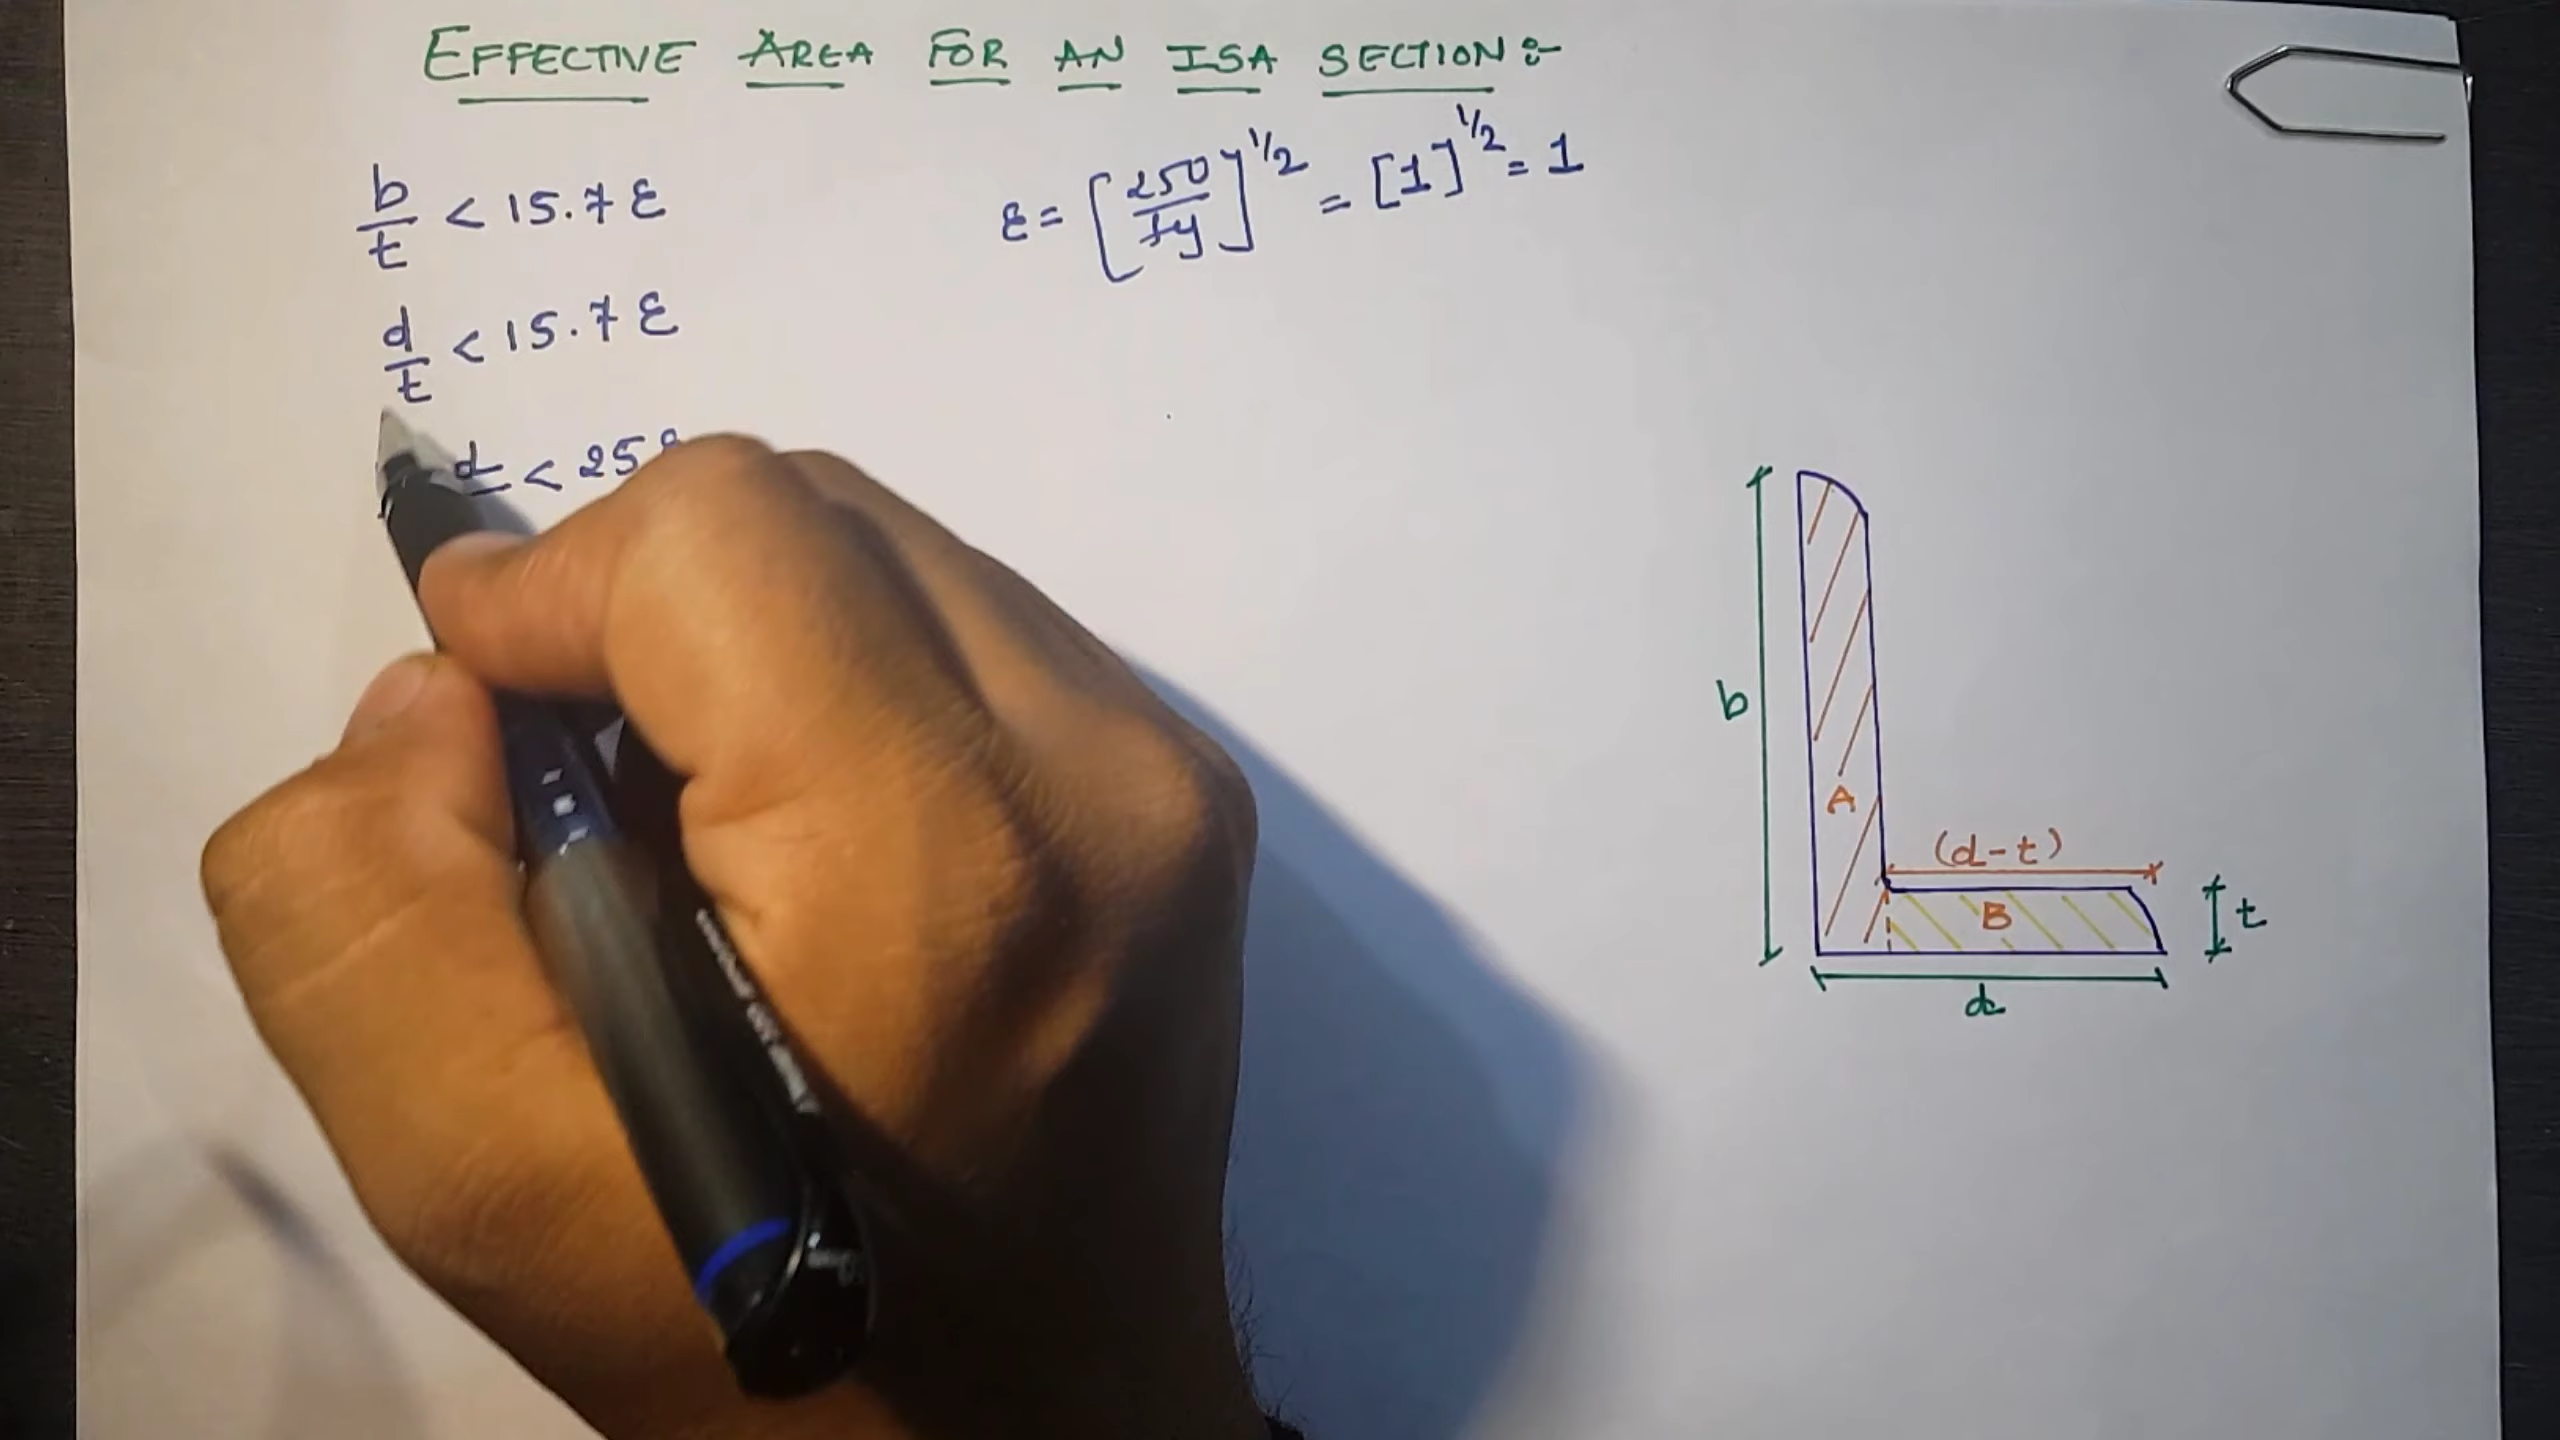 EFFECTIVE AREA FOR AN ISA SECTION:-
b/t < 15.7 ε
ε = [250/fy]^1/2 = [1]^1/2 = 1
d/t < 15.7 ε
d < 25
b
A
(d-t)
B
t
d